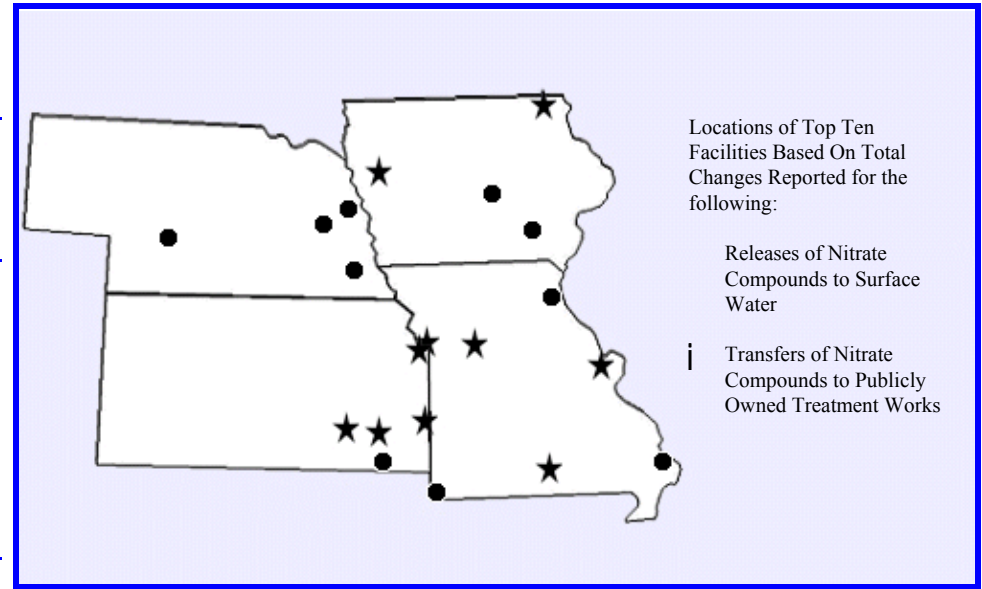 Locations of Top Ten
Facilities Based On Total
Changes Reported for the
following:
Releases of Nitrate
Compounds to Surface
Water
i Transfers of Nitrate
Compounds to Publicly
Owned Treatment Works